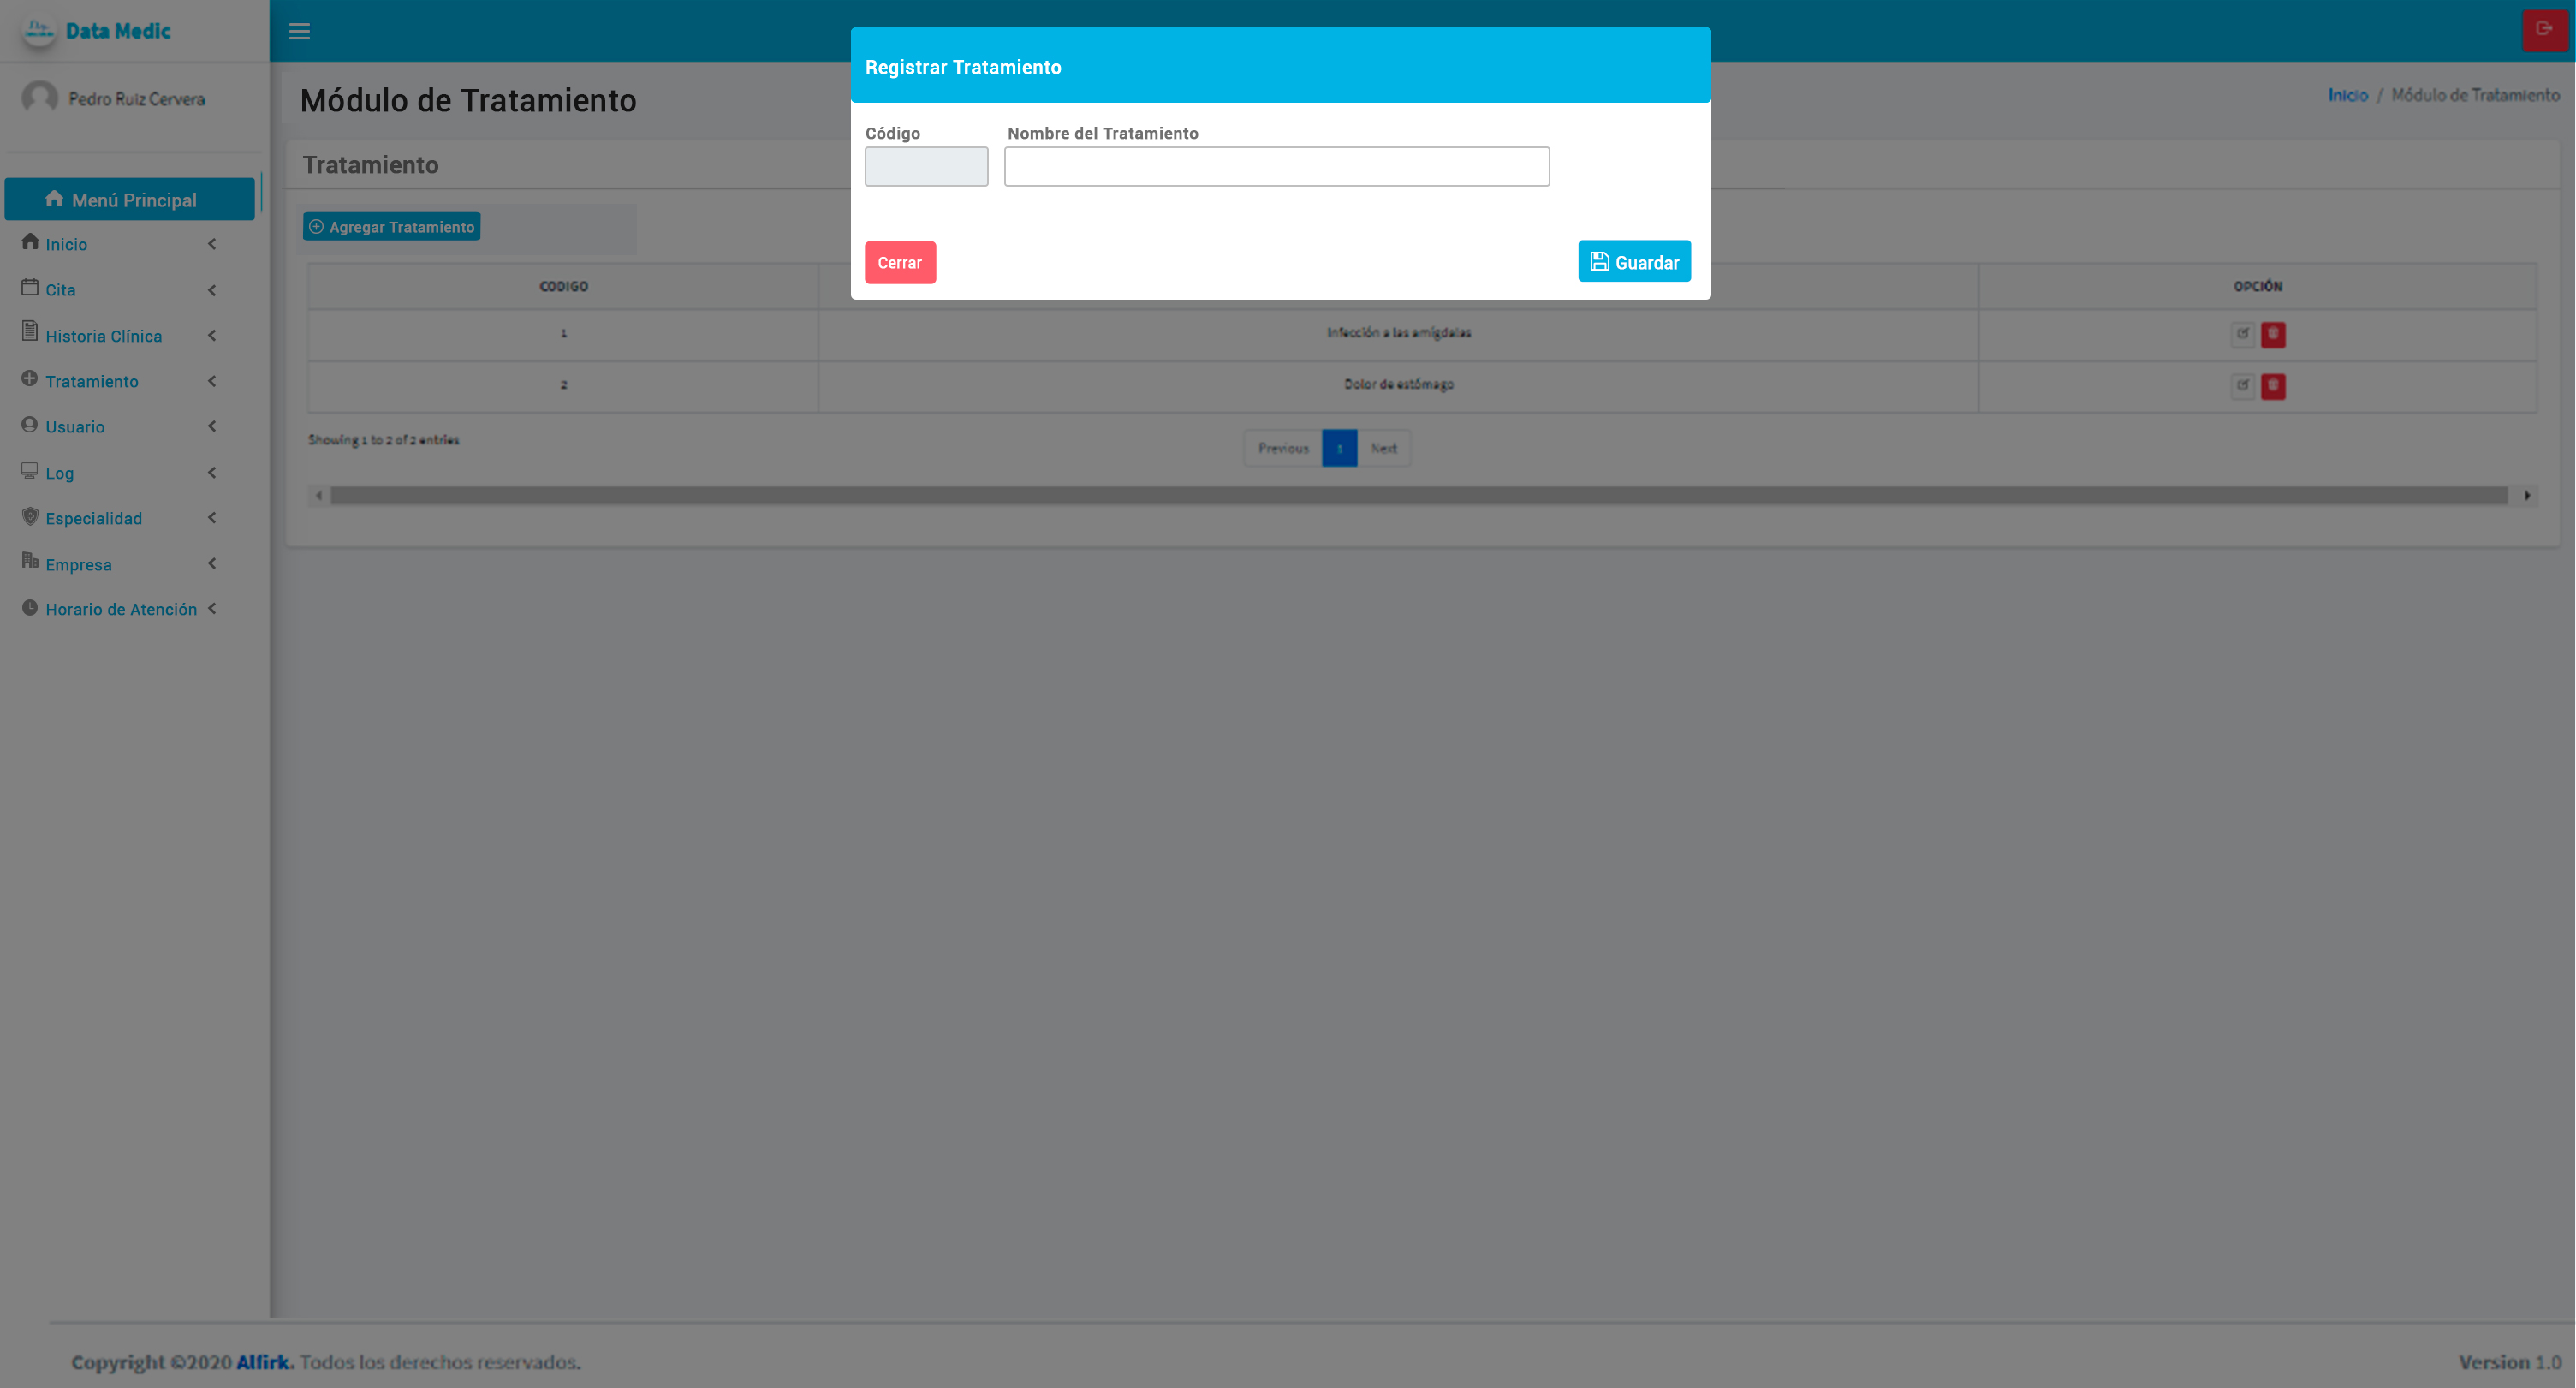 Data Medic
Pedro Ruiz Cervera
Menú Principal
Inicio
Cita
Historia Clínica
Tratamiento
Usuario
Log
Especialidad
Empresa
Horario de Atención
Módulo de Tratamiento
Inicio / Módulo de Tratamiento
Tratamiento
Agregar Tratamiento
Registrar Tratamiento
Código Nombre del Tratamiento
Cerrar Guardar
CODIGO OPCIÓN
1 Infección a las amígdalas
2 Dolor de estómago
Showing 1 to 2 of 2 entries
Previous 1 Next
Copyright ©2020 Alfirk. Todos los derechos reservados.
Version 1.0